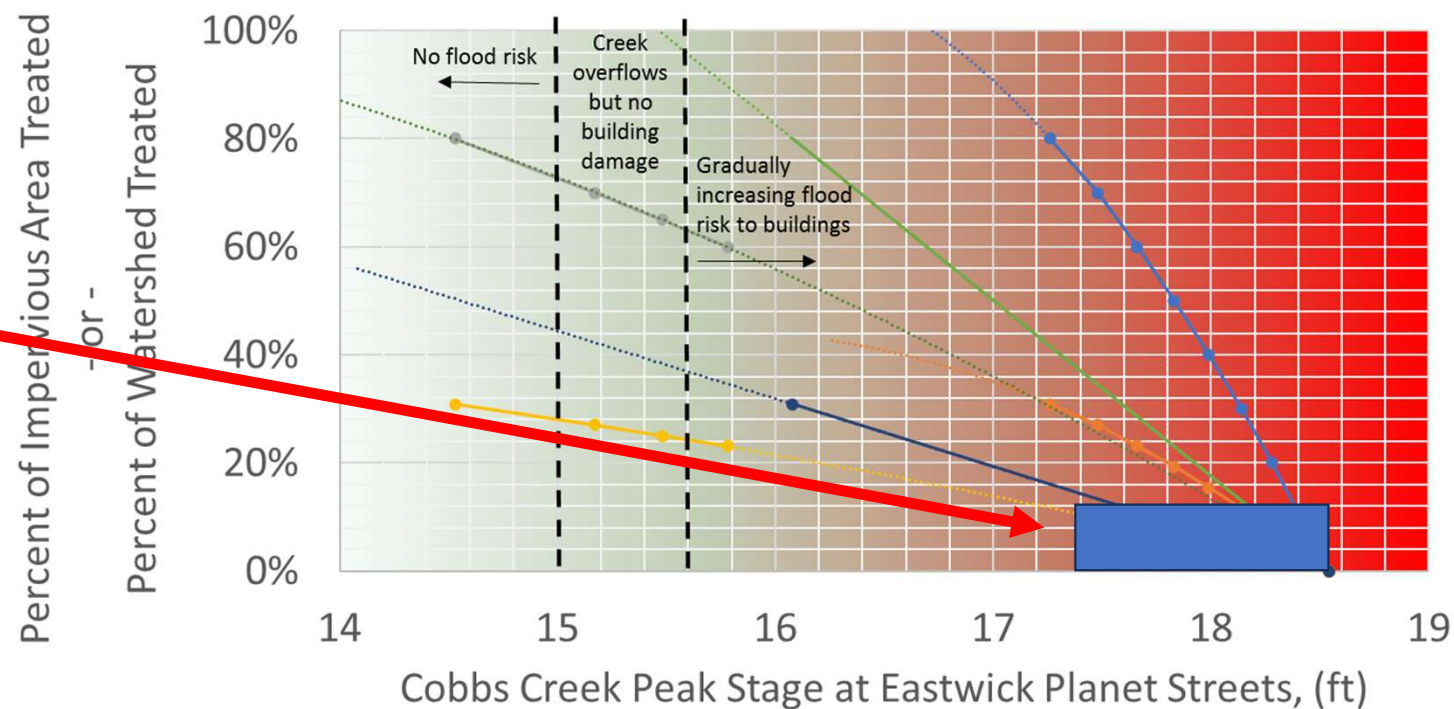 Percent of Impervious Area Treated
- or -
Percent of Watershed Treated
100%
80%
60%
40%
20%
0%
No flood risk
Creek
overflows
but no
building
damage
Gradually
increasing flood
risk to buildings
14 15 16 17 18 19
Cobbs Creek Peak Stage at Eastwick Planet Streets, (ft)